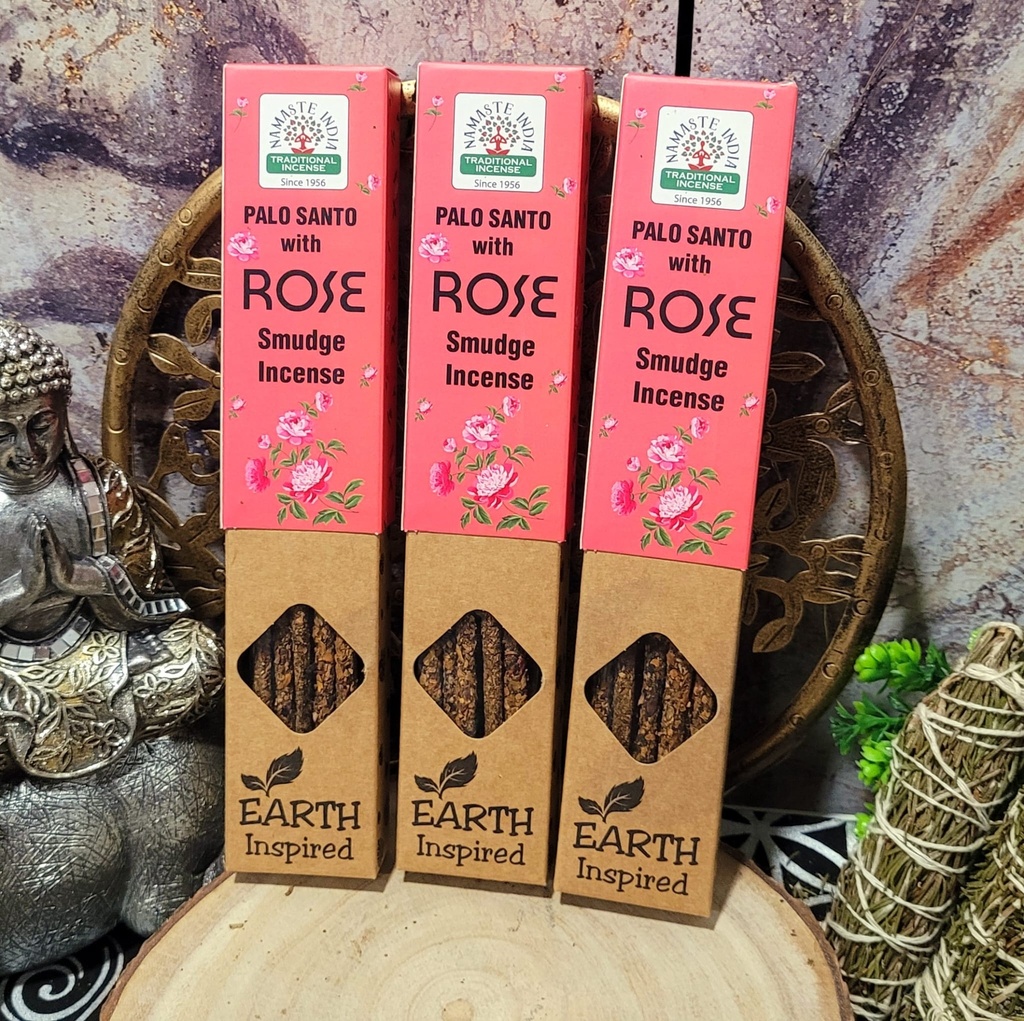 NAMASTE INDIA
TRADITIONAL
INCENSE
Since 1956
PALO SANTO
with
ROSE
Smudge
Incense
EARTH
Inspired
NAMASTE INDIA
TRADITIONAL
INCENSE
Since 1956
PALO SANTO
with
ROSE
Smudge
Incense
EARTH
Inspired
NAMASTE INDIA
TRADITIONAL
INCENSE
Since 1956
PALO SANTO
with
ROSE
Smudge
Incense
EARTH
Inspired